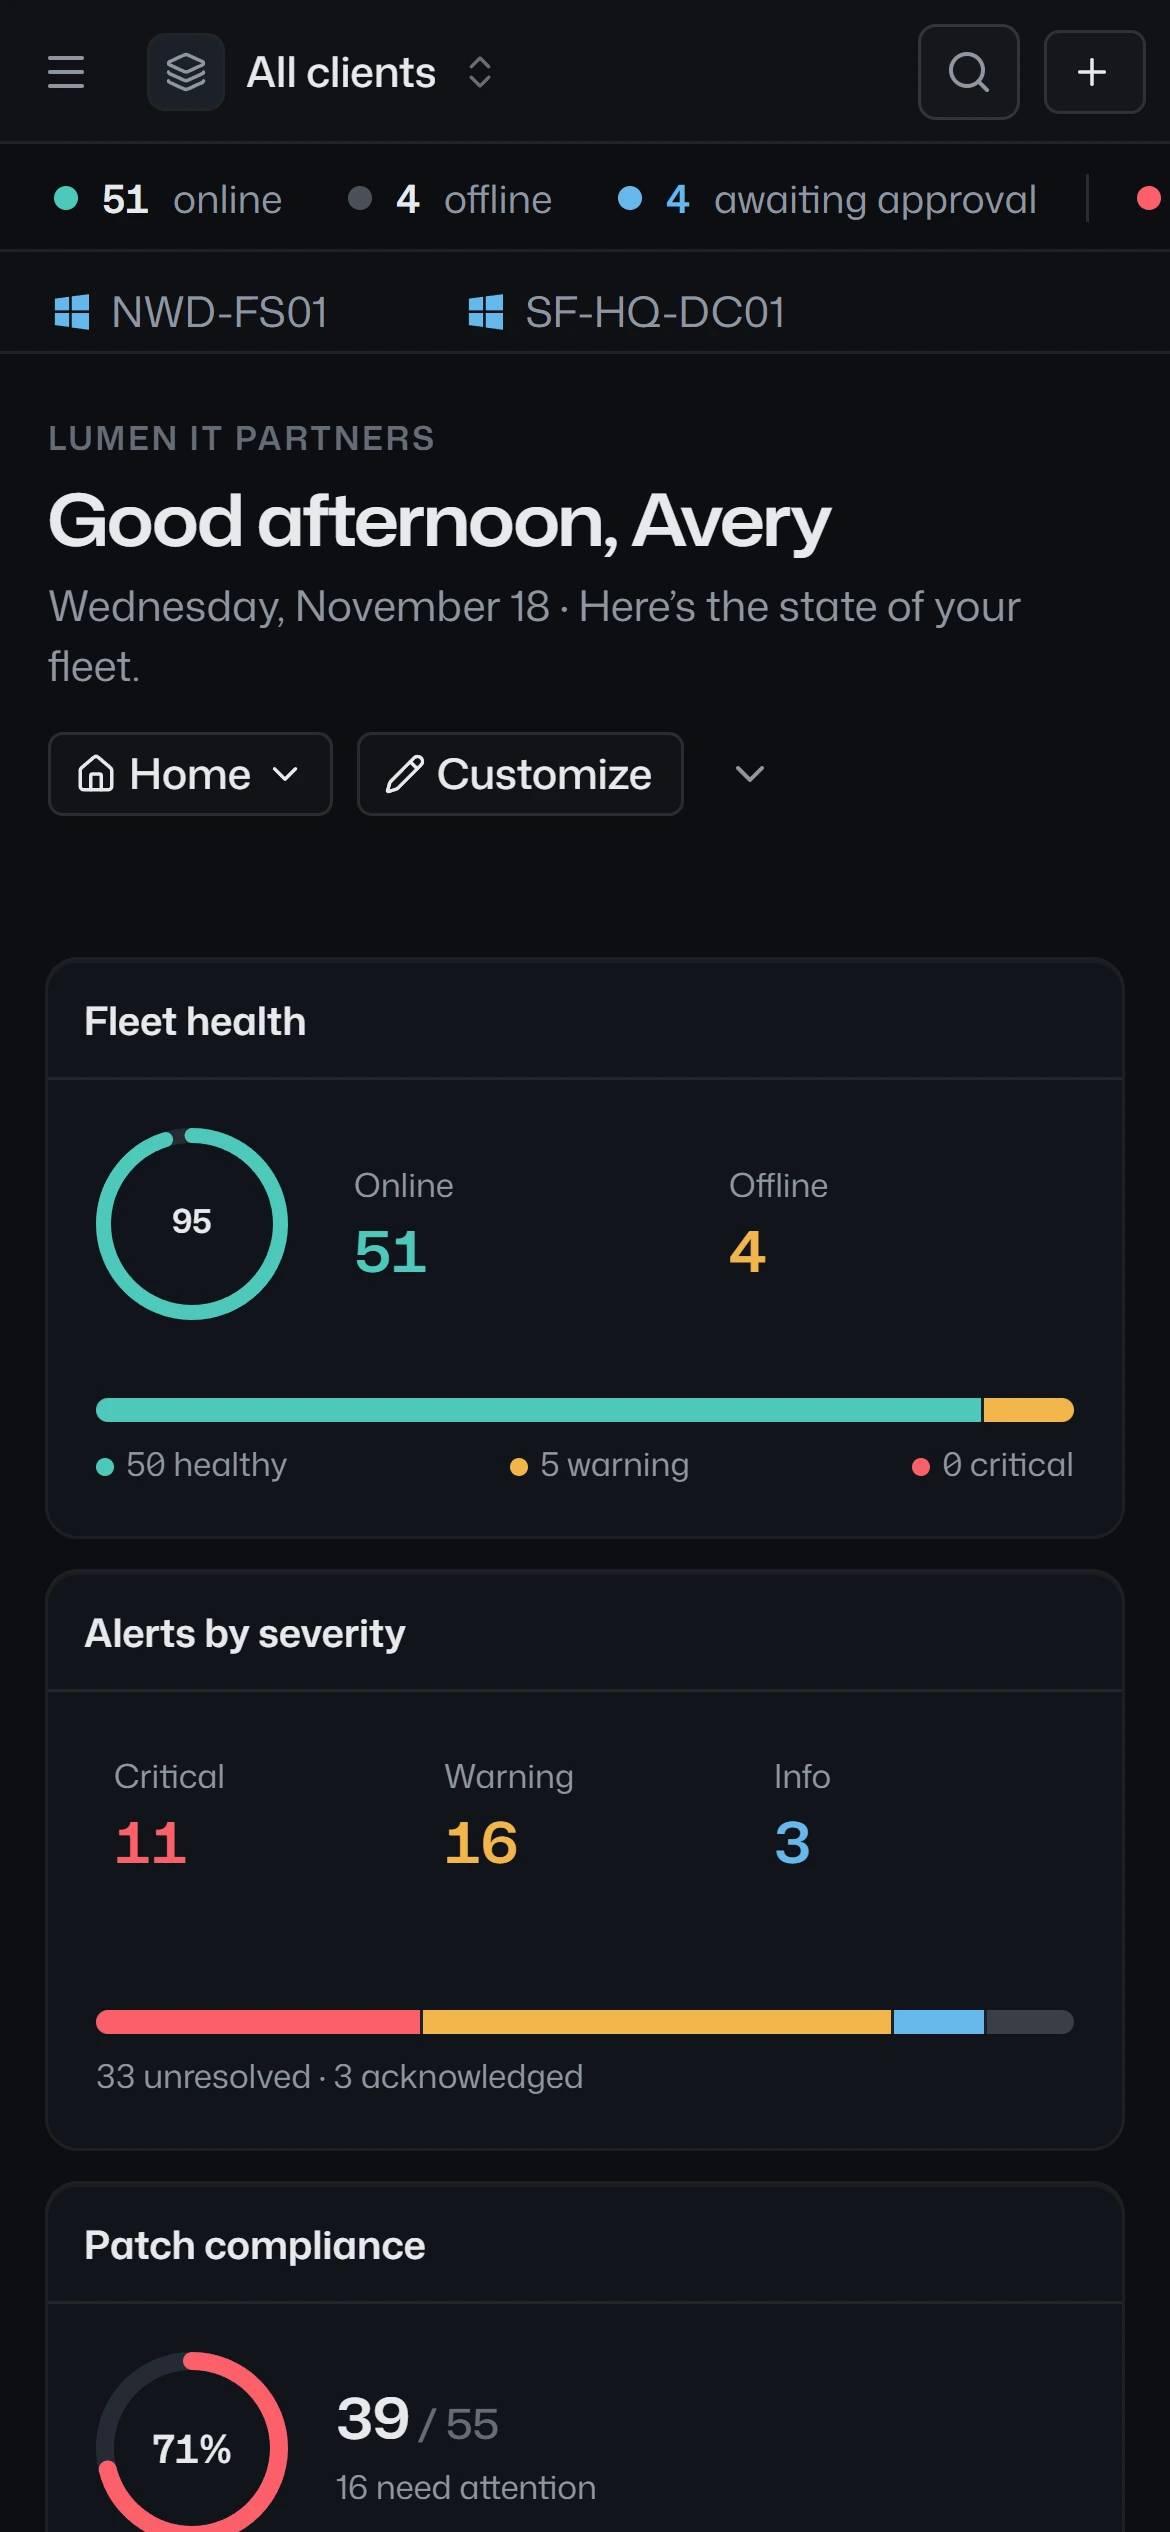 All clients
51 online 4 offline 4 awaiting approval
NWD-FS01 SF-HQ-DC01
LUMEN IT PARTNERS
Good afternoon, Avery
Wednesday, November 18 · Here’s the state of your
fleet.
Home Customize
Fleet health
95
Online Offline
51 4
50 healthy 5 warning 0 critical
Alerts by severity
Critical Warning Info
11 16 3
33 unresolved · 3 acknowledged
Patch compliance
71%
39 / 55
16 need attention